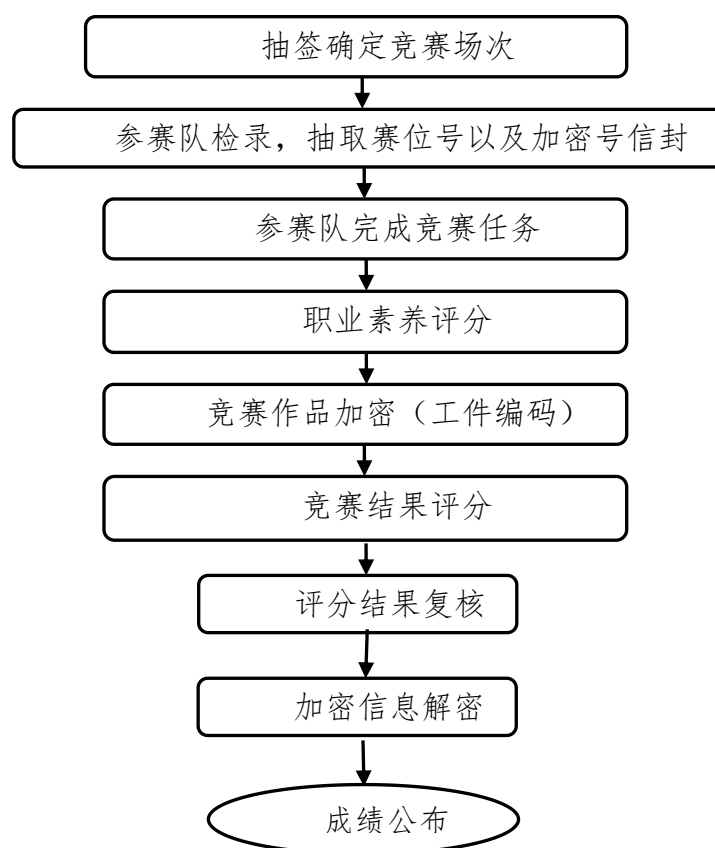 抽签确定竞赛场次
参赛队检录，抽取赛位号以及加密号信封
参赛队完成竞赛任务
职业素养评分
竞赛作品加密（工件编码）
竞赛结果评分
评分结果复核
加密信息解密
成绩公布